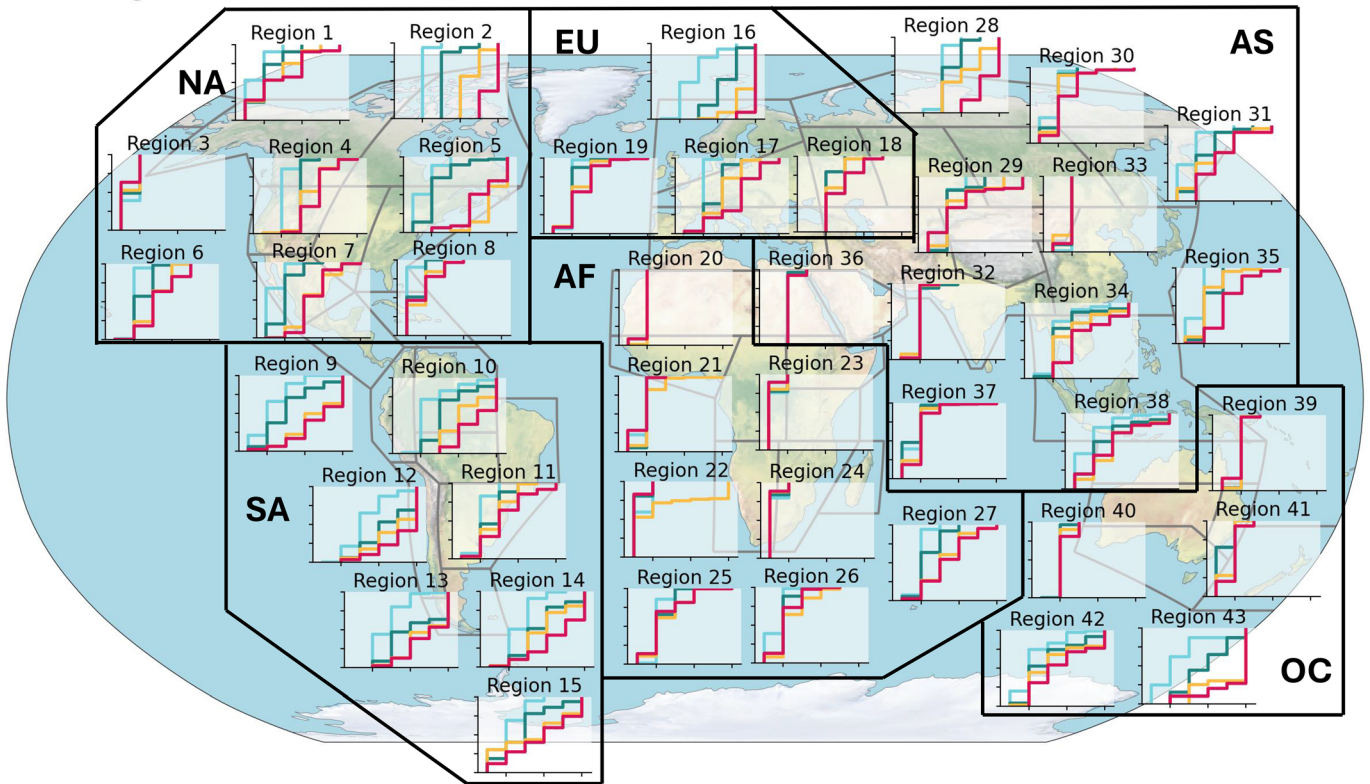 Region 1
Region 2
EU
Region 16
Region 28
AS
Region 30
NA
Region 31
Region 3
Region 4
Region 5
Region 19
Region 17
Region 18
Region 29
Region 33
Region 6
Region 7
Region 8
AF
Region 20
Region 36
Region 32
Region 35
Region 34
Region 9
Region 10
Region 21
Region 23
Region 37
Region 38
Region 39
Region 12
Region 11
Region 22
Region 24
SA
Region 27
Region 40
Region 41
Region 13
Region 14
Region 25
Region 26
Region 42
Region 43
OC
Region 15